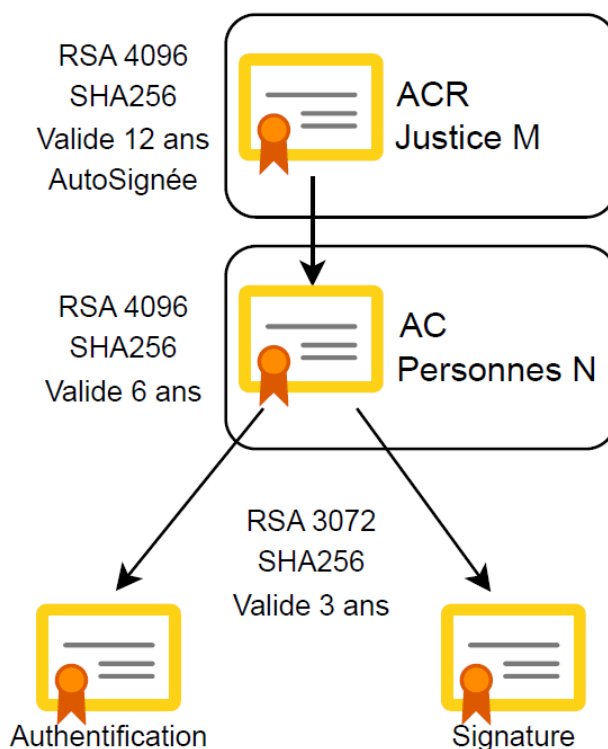 RSA 4096
SHA256
Valide 12 ans
AutoSignée
ACR
Justice M
RSA 4096
SHA256
Valide 6 ans
AC
Personnes N
RSA 3072
SHA256
Valide 3 ans
Authentification
Signature